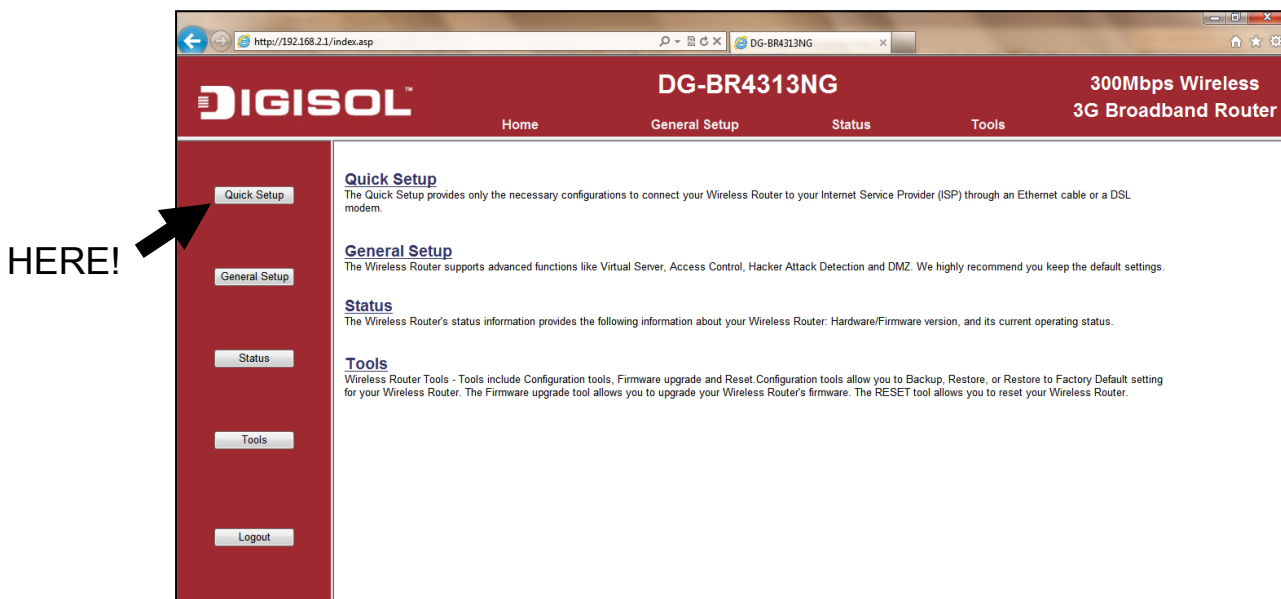 http://192.168.2.1/index.asp
DG-BR4313NG
DIGISOL™
DG-BR4313NG
300Mbps Wireless
3G Broadband Router
Home General Setup Status Tools
Quick Setup
General Setup
Status
Tools
Logout
HERE!
Quick Setup
The Quick Setup provides only the necessary configurations to connect your Wireless Router to your Internet Service Provider (ISP) through an Ethernet cable or a DSL
modem.
General Setup
The Wireless Router supports advanced functions like Virtual Server, Access Control, Hacker Attack Detection and DMZ. We highly recommend you keep the default settings.
Status
The Wireless Router's status information provides the following information about your Wireless Router: Hardware/Firmware version, and its current operating status.
Tools
Wireless Router Tools - Tools include Configuration tools, Firmware upgrade and Reset.Configuration tools allow you to Backup, Restore, or Restore to Factory Default setting
for your Wireless Router. The Firmware upgrade tool allows you to upgrade your Wireless Router's firmware. The RESET tool allows you to reset your Wireless Router.